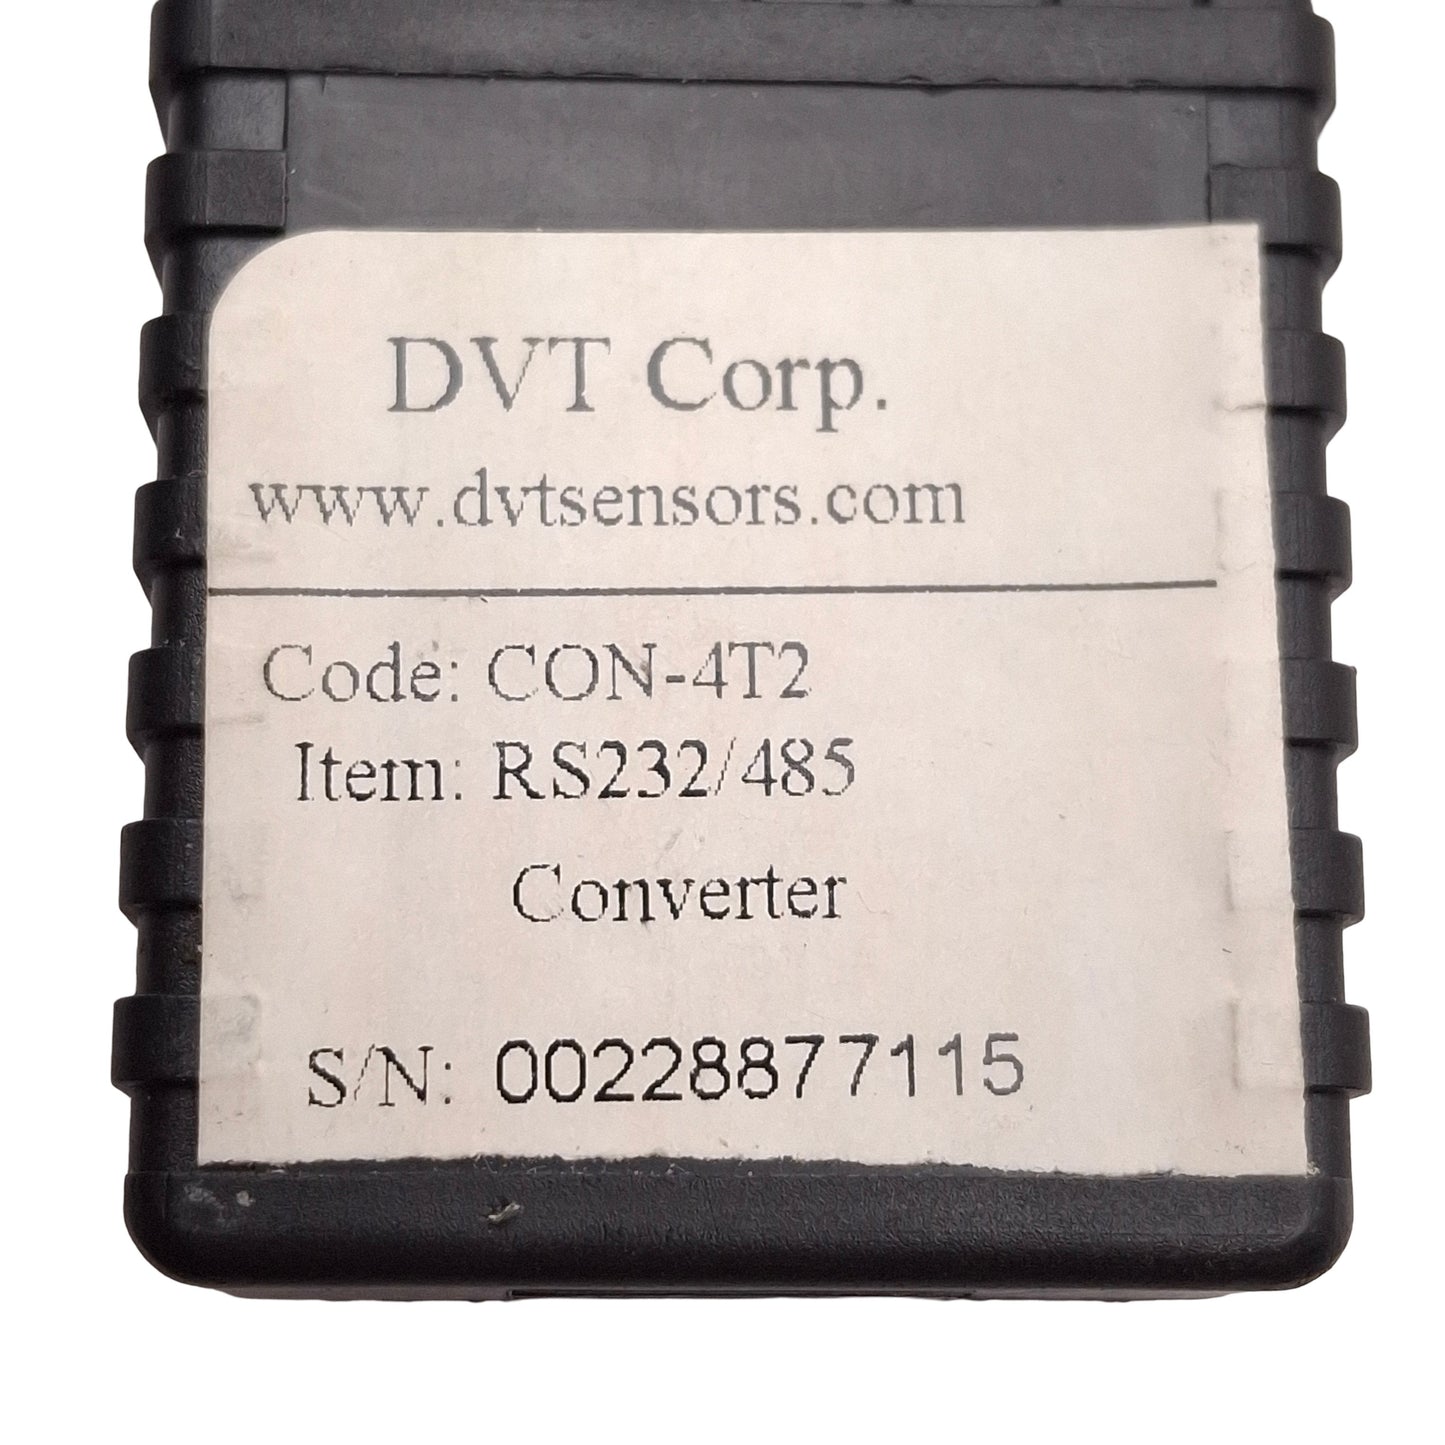 DVT Corp.
www.dvtsensors.com
Code: CON-4T2
Item: RS232/485
Converter
S/N: 00228877115